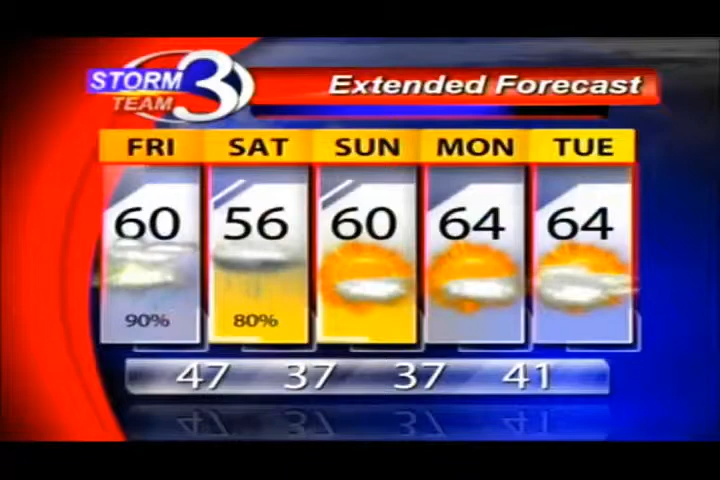 STORM 3
TEAM
Extended Forecast
FRI SAT SUN MON TUE
60 56 60 64 64
90% 80%
47 37 37 41